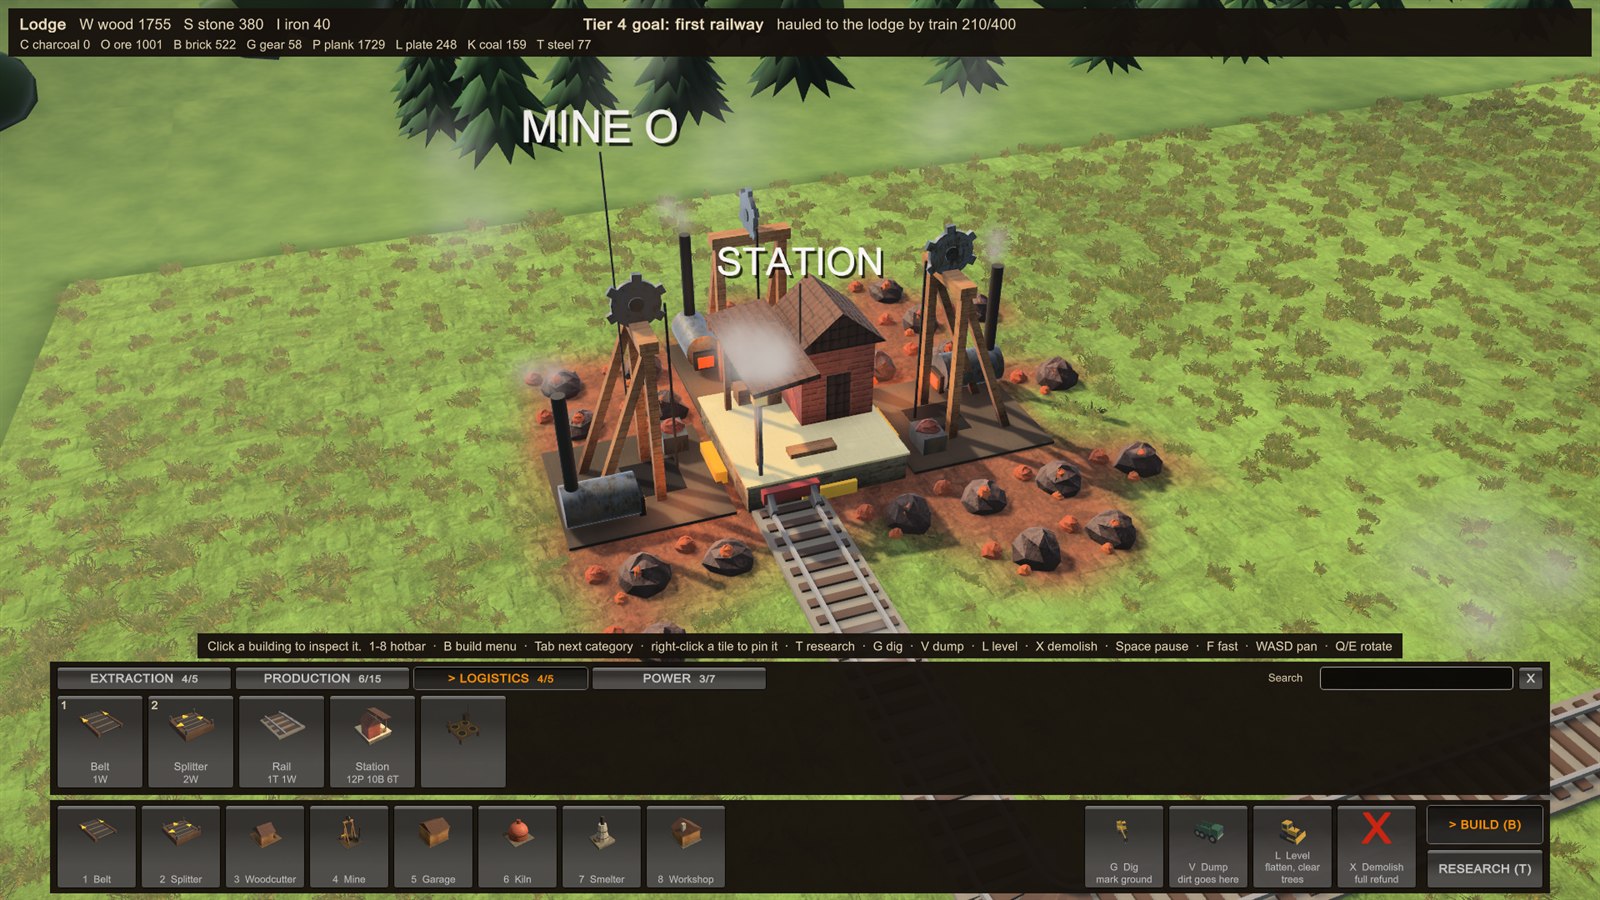 Lodge W wood 1755 S stone 380 I iron 40
Tier 4 goal: first railway hauled to the lodge by train 210/400
C charcoal 0 O ore 1001 B brick 522 G gear 58 P plank 1729 L plate 248 K coal 159 T steel 77
MINE O
STATION
Click a building to inspect it. 1-8 hotbar · B build menu · Tab next category · right-click a tile to pin it · T research · G dig · V dump · L level · X demolish · Space pause · F fast · WASD pan · Q/E rotate
EXTRACTION 4/5
PRODUCTION 6/15
> LOGISTICS 4/5
POWER 3/7
Search
X
1
Belt
1W
2
Splitter
2W
Rail
1T 1W
Station
12P 10B 6T
1 Belt
2 Splitter
3 Woodcutter
4 Mine
5 Garage
6 Kiln
7 Smelter
8 Workshop
G Dig
mark ground
V Dump
dirt goes here
L Level
flatten, clear
trees
X Demolish
full refund
> BUILD (B)
RESEARCH (T)